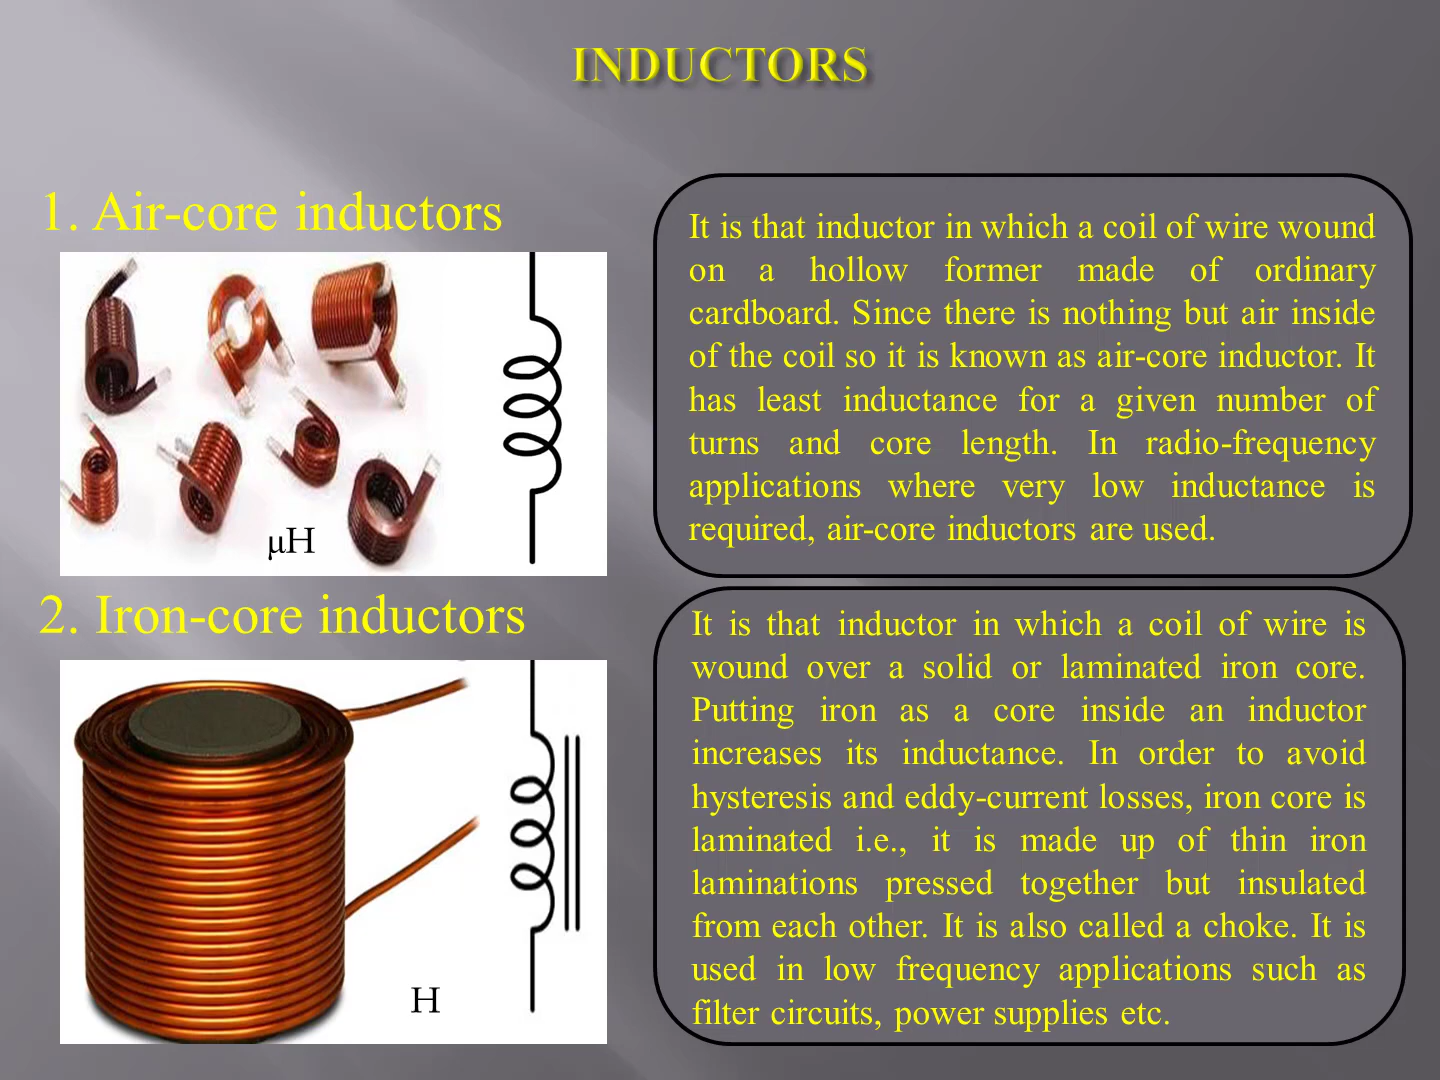 INDUCTORS
1. Air-core inductors
It is that inductor in which a coil of wire wound
on a hollow former made of ordinary
cardboard. Since there is nothing but air inside
of the coil so it is known as air-core inductor. It
has least inductance for a given number of
turns and core length. In radio-frequency
applications where very low inductance is
required, air-core inductors are used.
μH
2. Iron-core inductors
It is that inductor in which a coil of wire is
wound over a solid or laminated iron core.
Putting iron as a core inside an inductor
increases its inductance. In order to avoid
hysteresis and eddy-current losses, iron core is
laminated i.e., it is made up of thin iron
laminations pressed together but insulated
from each other. It is also called a choke. It is
used in low frequency applications such as
filter circuits, power supplies etc.
H